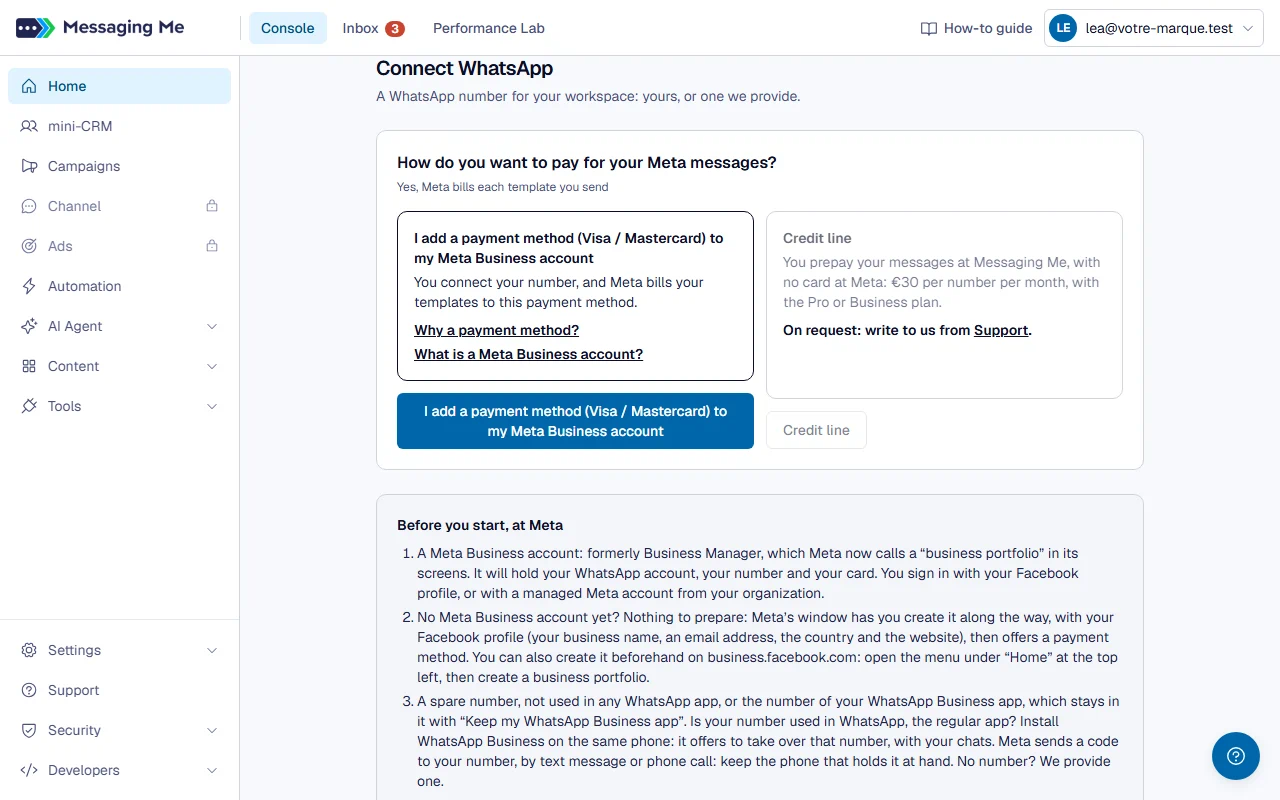 Messaging Me
Console
Inbox 3
Performance Lab
How-to guide
LE
lea@votre-marque.test
Home
mini-CRM
Campaigns
Channel
Ads
Automation
AI Agent
Content
Tools
Settings
Support
Security
Developers
Connect WhatsApp
A WhatsApp number for your workspace: yours, or one we provide.
How do you want to pay for your Meta messages?
Yes, Meta bills each template you send
I add a payment method (Visa / Mastercard) to
my Meta Business account
You connect your number, and Meta bills your
templates to this payment method.
Why a payment method?
What is a Meta Business account?
I add a payment method (Visa / Mastercard) to
my Meta Business account
Credit line
You prepay your messages at Messaging Me, with
no card at Meta: €30 per number per month, with
the Pro or Business plan.
On request: write to us from Support.
Credit line
Before you start, at Meta
1. A Meta Business account: formerly Business Manager, which Meta now calls a “business portfolio” in its
screens. It will hold your WhatsApp account, your number and your card. You sign in with your Facebook
profile, or with a managed Meta account from your organization.
2. No Meta Business account yet? Nothing to prepare: Meta's window has you create it along the way, with your
Facebook profile (your business name, an email address, the country and the website), then offers a payment
method. You can also create it beforehand on business.facebook.com: open the menu under “Home” at the top
left, then create a business portfolio.
3. A spare number, not used in any WhatsApp app, or the number of your WhatsApp Business app, which stays in
it with “Keep my WhatsApp Business app”. Is your number used in WhatsApp, the regular app? Install
WhatsApp Business on the same phone: it offers to take over that number, with your chats. Meta sends a code
to your number, by text message or phone call: keep the phone that holds it at hand. No number? We provide
one.